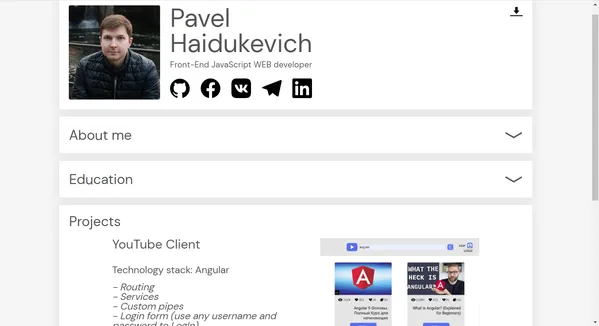 Pavel
Haidukevich
Front-End JavaScript WEB developer
About me
Education
Projects
YouTube Client
Technology stack: Angular
- Routing
- Services
- Custom pipes
- Login form (use any username and
password to Login)
WHAT THE
HECK IS
ANGULAR?
Angular 9 Основы.
Полный Курс для
начинающих
What is Angular? (Explained
for Beginners)